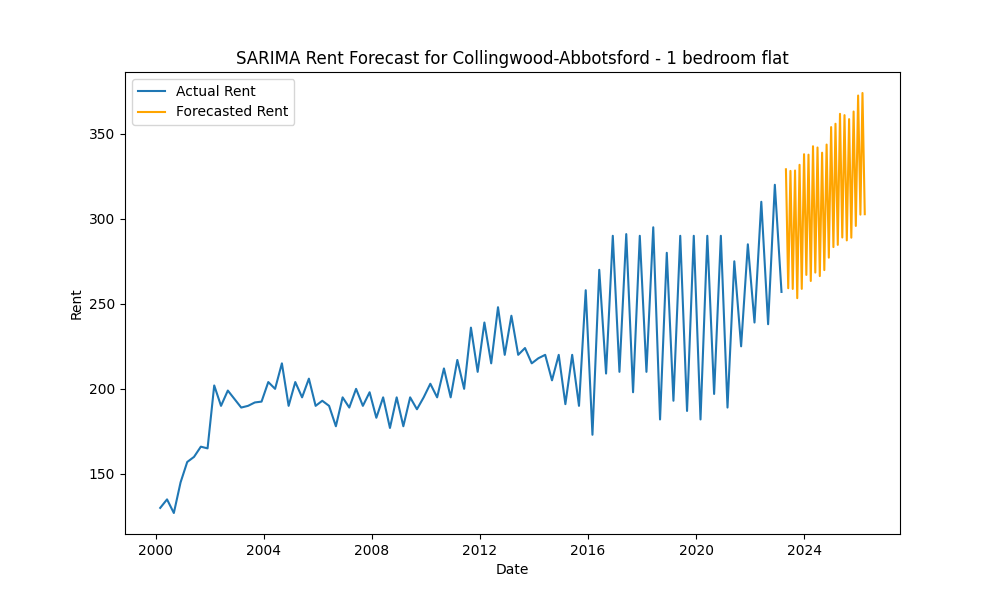 SARIMA Rent Forecast for Collingwood-Abbotsford - 1 bedroom flat
Actual Rent
Forecasted Rent
350
300
250
200
150
Rent
2000 2004 2008 2012 2016 2020 2024
Date